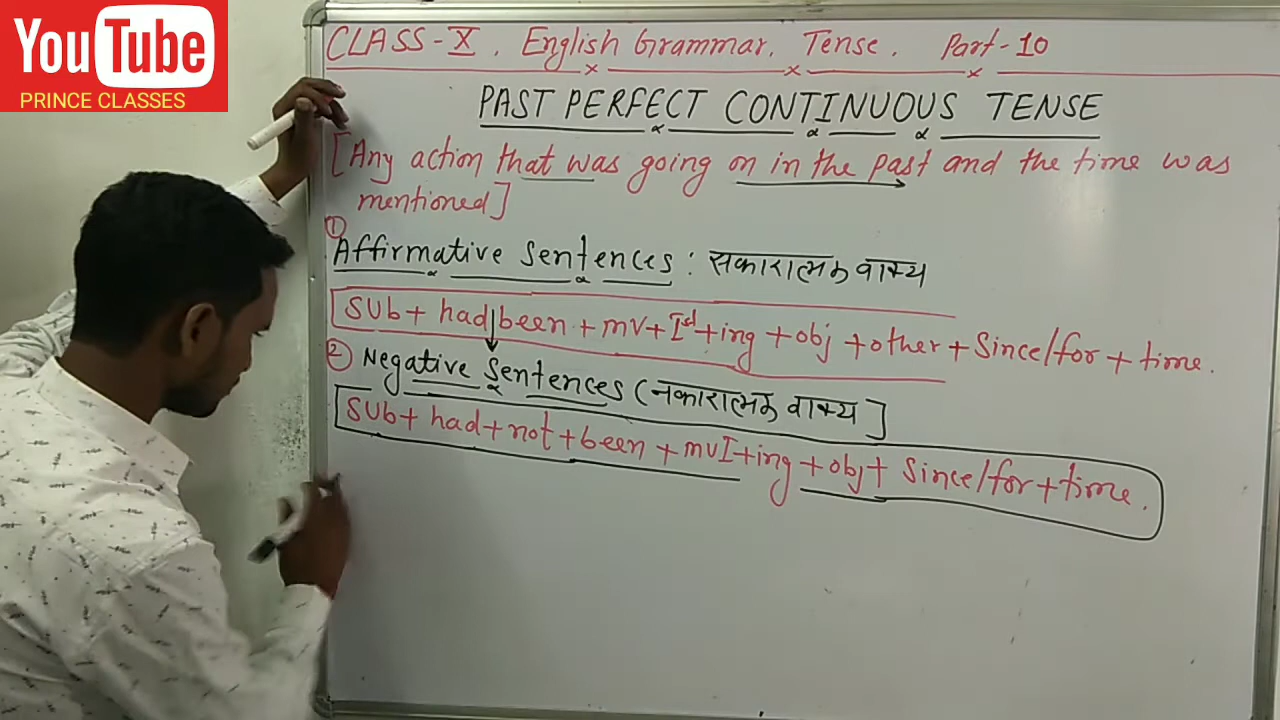 YouTube
PRINCE CLASSES
CLASS-X. English Grammar. Tense. Part-10
PAST PERFECT CONTINUOUS TENSE
[Any action that was going on in the past and the time was
mentioned]
①
Affirmative Sentences: सकारात्मक वाक्य
Sub+ had been + mv+Ist+ing +obj +other+Since/for+time.
② Negative Sentences (नकारात्मक वाक्य]
Sub+ had+not+been +mvI+ing +obj+ Since/for+time.